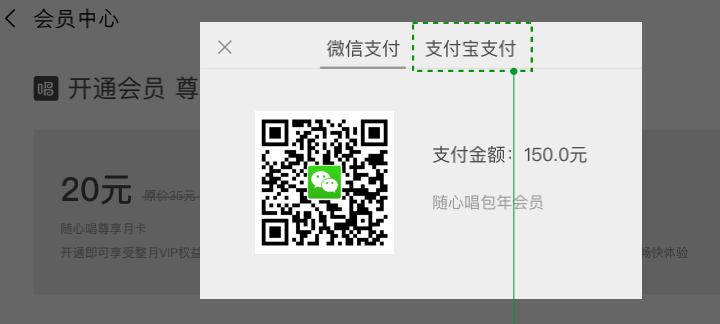 会员中心
微信支付 支付宝支付
唱 开通会员 尊
支付金额：150.0元
20元 原价35元
随心唱包年会员
随心唱尊享月卡
开通即可享受整月VIP权益 畅快体验